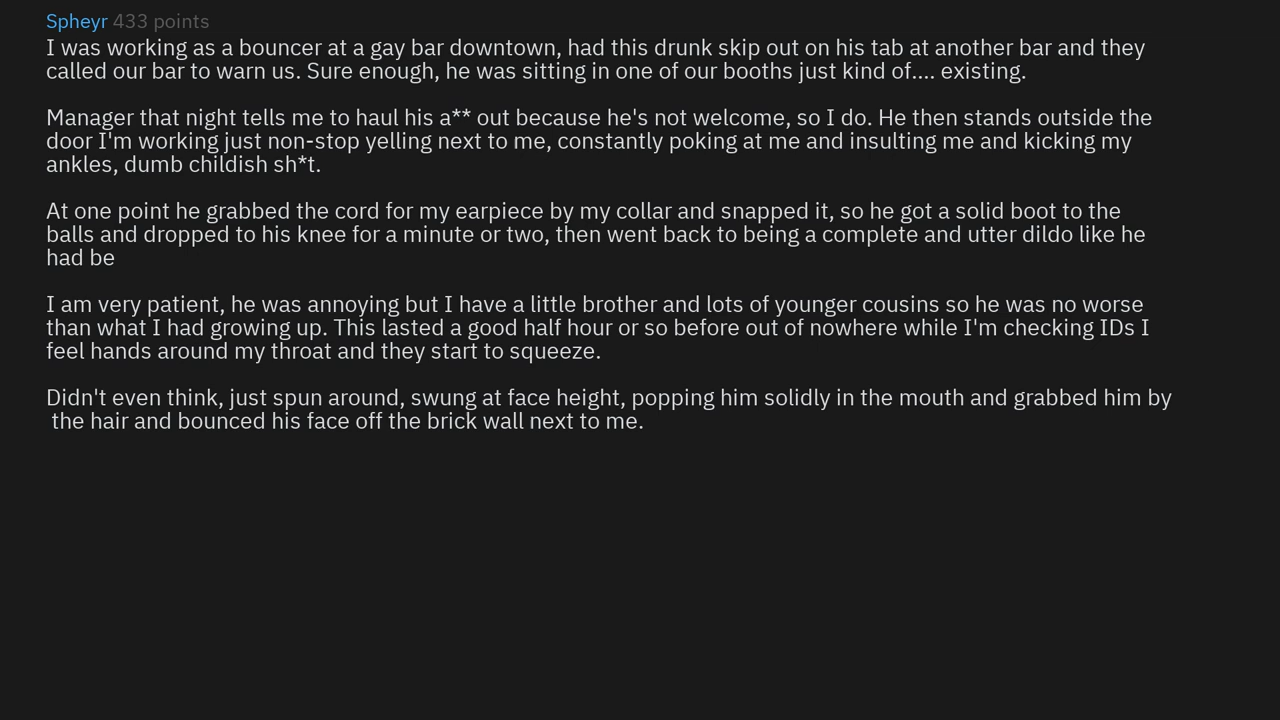 Spheyr 433 points
I was working as a bouncer at a gay bar downtown, had this drunk skip out on his tab at another bar and they
called our bar to warn us. Sure enough, he was sitting in one of our booths just kind of.... existing.
Manager that night tells me to haul his a** out because he's not welcome, so I do. He then stands outside the
door I'm working just non-stop yelling next to me, constantly poking at me and insulting me and kicking my
ankles, dumb childish sh*t.
At one point he grabbed the cord for my earpiece by my collar and snapped it, so he got a solid boot to the
balls and dropped to his knee for a minute or two, then went back to being a complete and utter dildo like he
had be
I am very patient, he was annoying but I have a little brother and lots of younger cousins so he was no worse
than what I had growing up. This lasted a good half hour or so before out of nowhere while I'm checking IDs I
feel hands around my throat and they start to squeeze.
Didn't even think, just spun around, swung at face height, popping him solidly in the mouth and grabbed him by
the hair and bounced his face off the brick wall next to me.